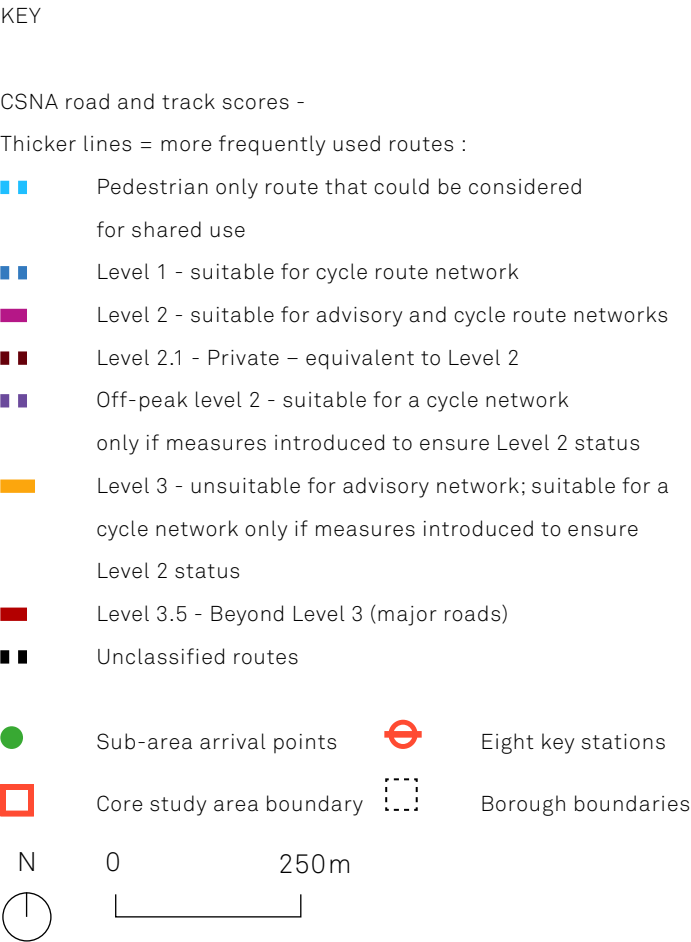 KEY
CSNA road and track scores -
Thicker lines = more frequently used routes :
Pedestrian only route that could be considered
for shared use
Level 1 - suitable for cycle route network
Level 2 - suitable for advisory and cycle route networks
Level 2.1 - Private – equivalent to Level 2
Off-peak level 2 - suitable for a cycle network
only if measures introduced to ensure Level 2 status
Level 3 - unsuitable for advisory network; suitable for a
cycle network only if measures introduced to ensure
Level 2 status
Level 3.5 - Beyond Level 3 (major roads)
Unclassified routes
Sub-area arrival points
Eight key stations
Core study area boundary
Borough boundaries
N 0 250m